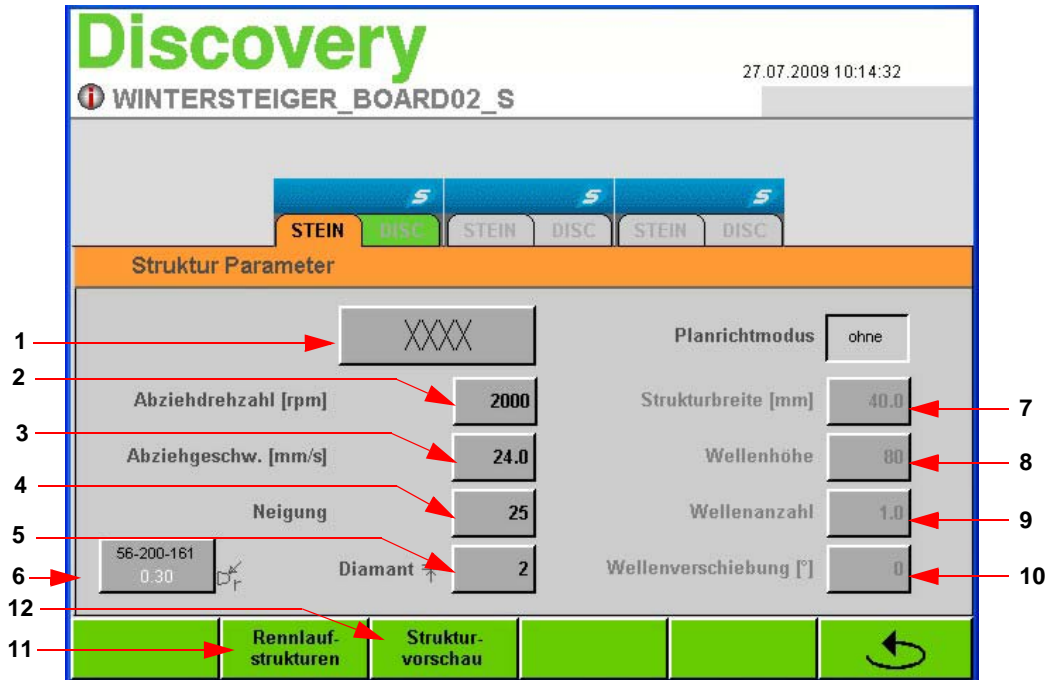 Discovery
27.07.2009 10:14:32
WINTERSTEIGER_BOARD02_S
S S S
STEIN DISC STEIN DISC STEIN DISC
Struktur Parameter
1 XXXX Planrichtmodus ohne
2 Abziehdrehzahl [rpm] 2000 Strukturbreite [mm] 40.0 7
3 Abziehgeschw. [mm/s] 24.0 Wellenhöhe 80 8
4 Neigung 25 Wellenanzahl 1.0 9
5 Diamant 2 Wellenverschiebung [°] 0 10
6 56-200-161
0.30
r
12
11 Rennlauf-
strukturen
Struktur-
vorschau